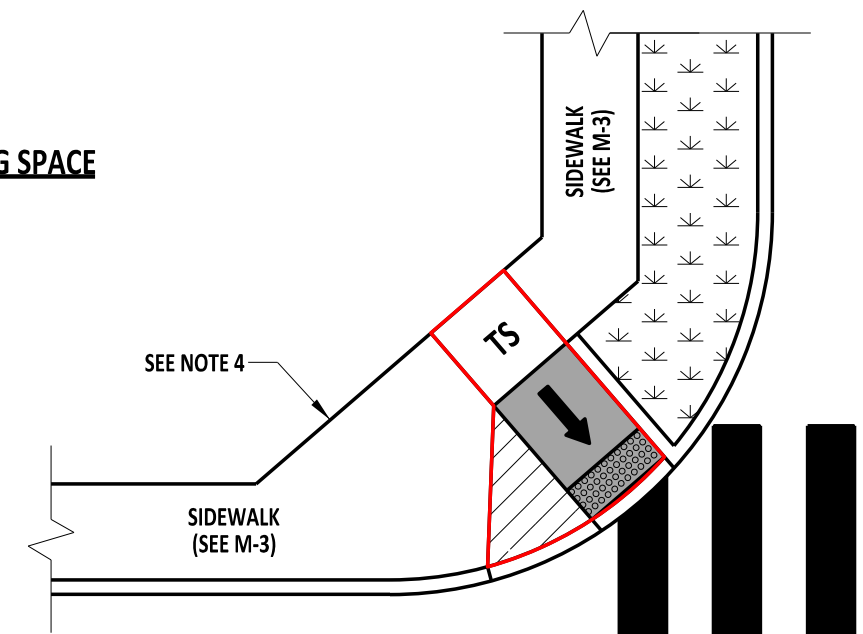 G SPACE
SIDEWALK
(SEE M-3)
TS
SEE NOTE 4
SIDEWALK
(SEE M-3)